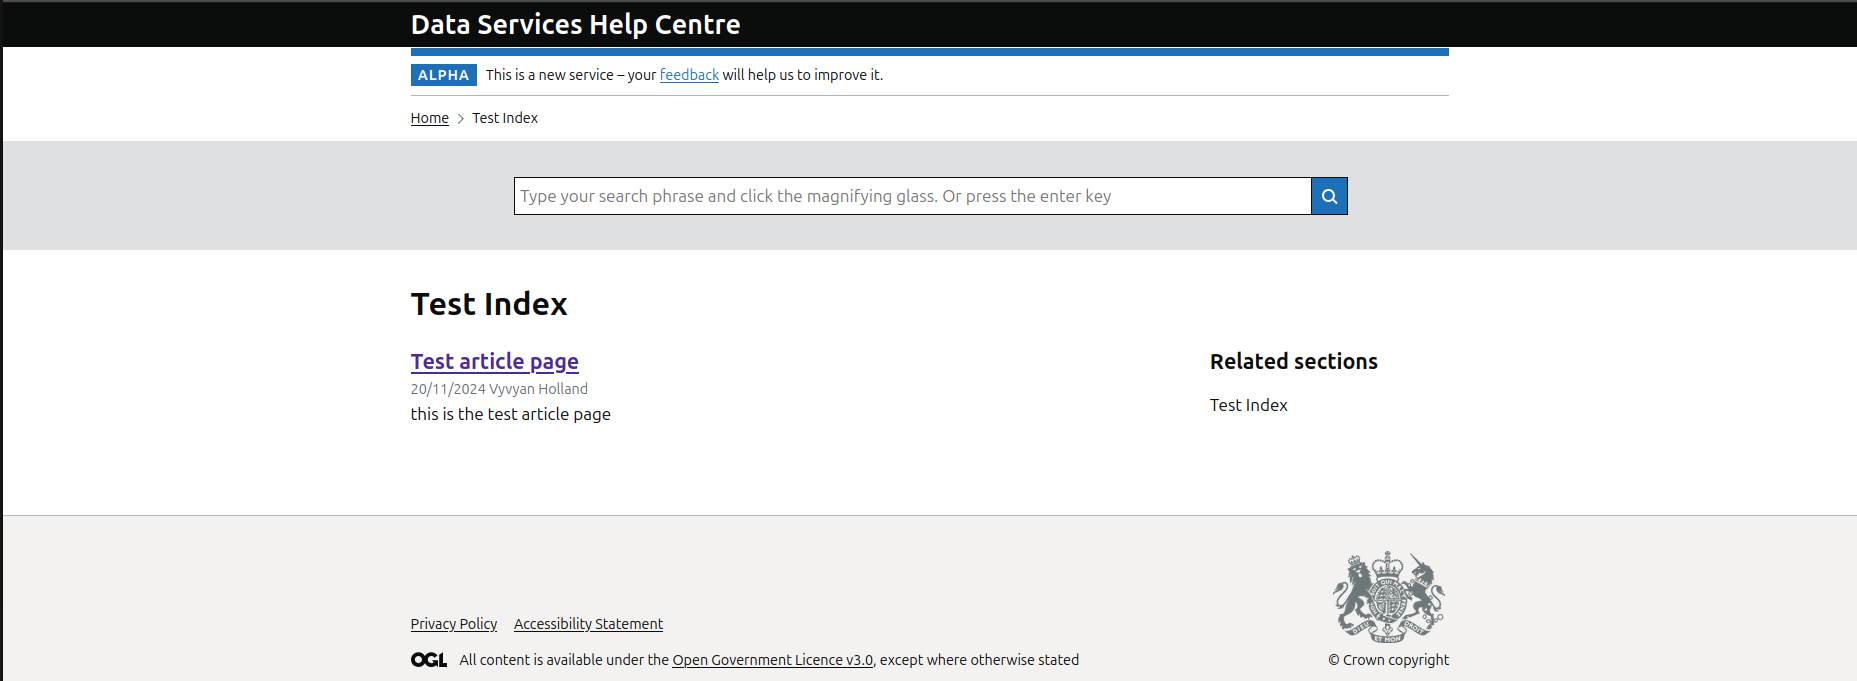 Data Services Help Centre
ALPHA This is a new service – your feedback will help us to improve it.
Home > Test Index
Type your search phrase and click the magnifying glass. Or press the enter key
Test Index
Test article page
20/11/2024 Vyvyan Holland
this is the test article page
Related sections
Test Index
Privacy Policy Accessibility Statement
OGL All content is available under the Open Government Licence v3.0, except where otherwise stated
DIEU ET MON DROIT
© Crown copyright